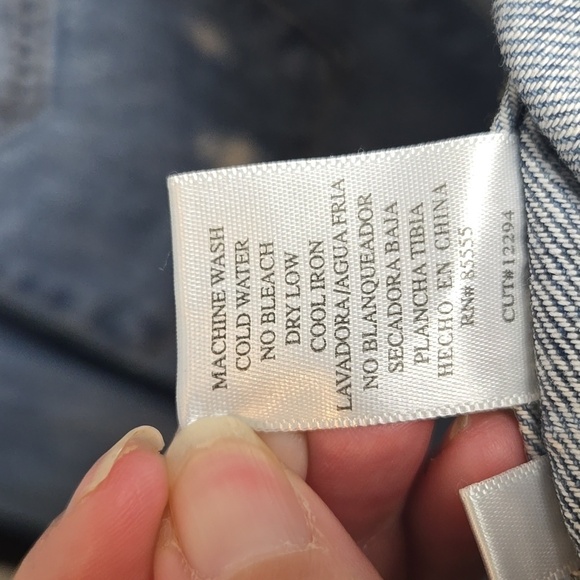 MACHINE WASH
COLD WATER
NO BLEACH
DRY LOW
COOL IRON
LAVADORA/AGUA FRIA
NO BLANQUEADOR
SECADORA BAJA
PLANCHA TIBIA
HECHO EN CHINA
RN# 85555
CUT# 12294